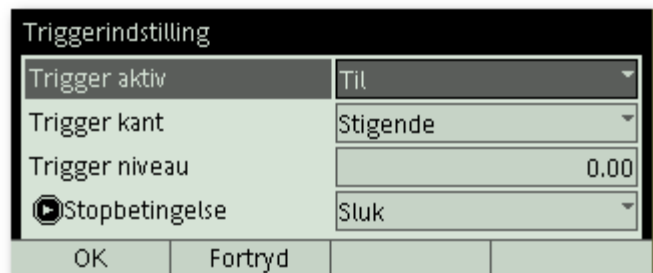 Triggerindstilling
Trigger aktiv Til
Trigger kant Stigende
Trigger niveau 0.00
Stopbetingelse Sluk
OK Fortryd